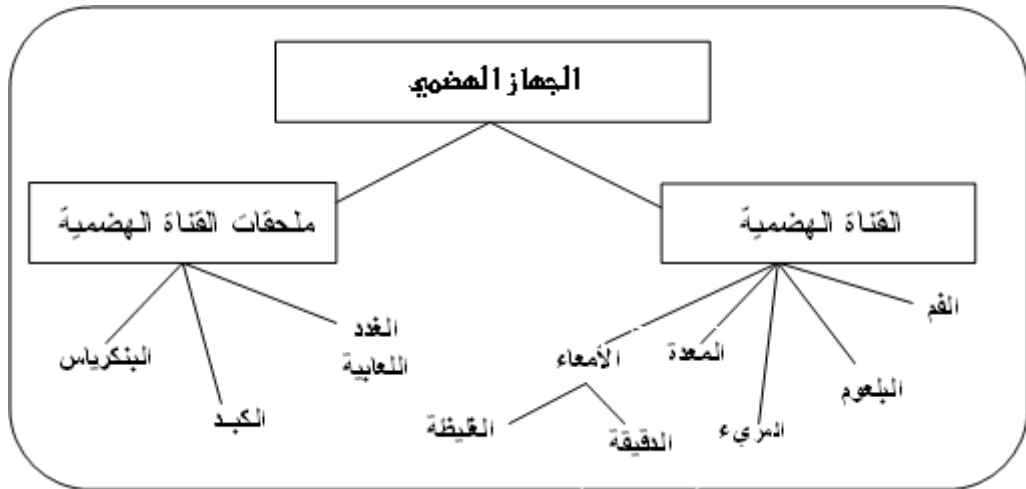 الجهاز الهضمي
القناة الهضمية
ملحقات القناة الهضمية
الفم
البلعوم
المريء
المعدة
الأمعاء
الدقيقة
الغليظة
الغدد
اللعابية
الكبد
البنكرياس